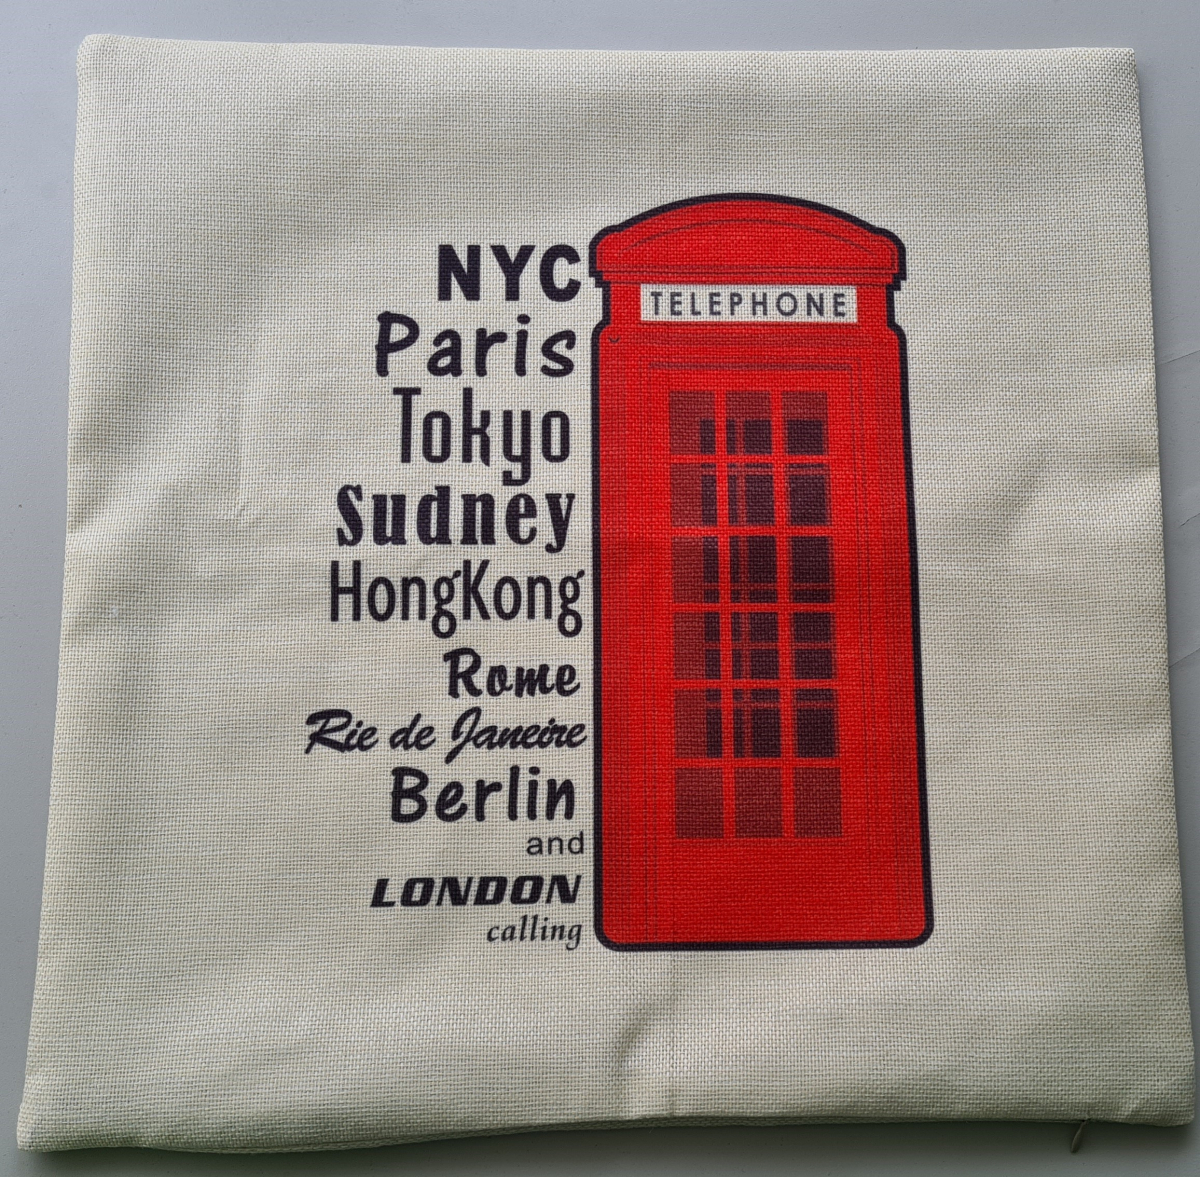 NYC
TELEPHONE
Paris
Tokyo
Sudney
HongKong
Rome
Rie de Janeire
Berlin
and
LONDON
calling